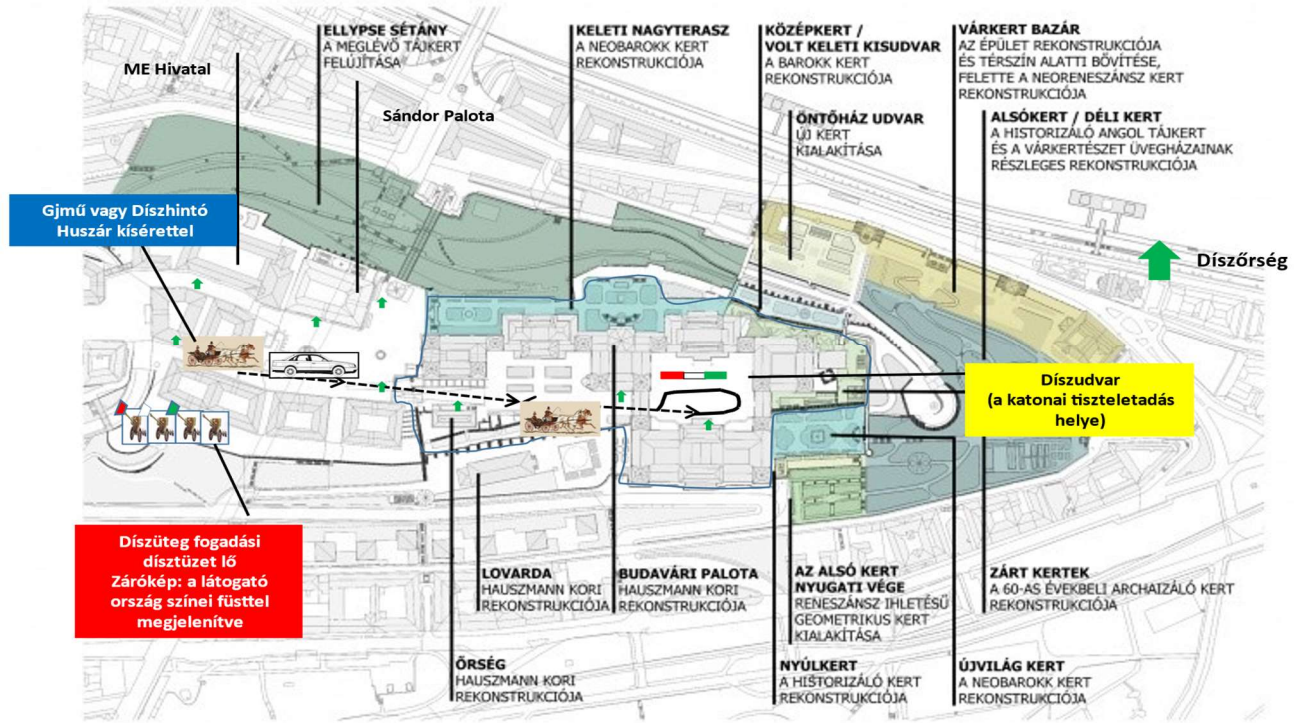 ELLYPSE SÉTÁNY
A MEGLÉVŐ TÁJKERT
FELÚJÍTÁSA
KELETI NAGYTERASZ
A NEOBAROKK KERT
REKONSTRUKCIÓJA
KÖZÉPKERT /
VOLT KELETI KISUDVAR
A BAROKK KERT
REKONSTRUKCIÓJA
VÁRKERT BAZÁR
AZ ÉPÜLET REKONSTRUKCIÓJA
ÉS TÉRSZÍN ALATTI BŐVÍTÉSE,
FELETTE A NEORENESZÁNSZ KERT
REKONSTRUKCIÓJA
ME Hivatal
Sándor Palota
ÖNTŐHÁZ UDVAR
ÚJ KERT
KIALAKÍTÁSA
ALSÓKERT / DÉLI KERT
A HISTORIZÁLÓ ANGOL TÁJKERT
ÉS A VÁRKERTÉSZET ÜVEGHÁZAINAK
RÉSZLEGES REKONSTRUKCIÓJA
Gjmű vagy Díszhintó
Huszár kísérettel
Díszőrség
Díszudvar
(a katonai tiszteletadás
helye)
Díszüteg fogadási
dísztüzet lő
Zárókép: a látogató
ország színei füsttel
megjelenítve
LOVARDA
HAUSZMANN KORI
REKONSTRUKCIÓJA
BUDAVÁRI PALOTA
HAUSZMANN KORI
REKONSTRUKCIÓJA
AZ ALSÓ KERT
NYUGATI VÉGE
RENESZÁNSZ IHLETÉSŰ
GEOMETRIKUS KERT
KIALAKÍTÁSA
ZÁRT KERTEK
A 60-AS ÉVEKBELI ARCHAIZÁLÓ KERT
REKONSTRUKCIÓJA
ŐRSÉG
HAUSZMANN KORI
REKONSTRUKCIÓJA
NYÚLKERT
A HISTORIZÁLÓ KERT
REKONSTRUKCIÓJA
ÚJVILÁG KERT
A NEOBAROKK KERT
REKONSTRUKCIÓJA